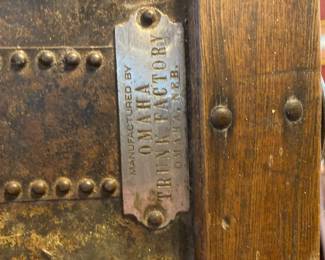 MANUFACTURED BY
OMAHA
TRUNK FACTORY
OMAHA, NEB.